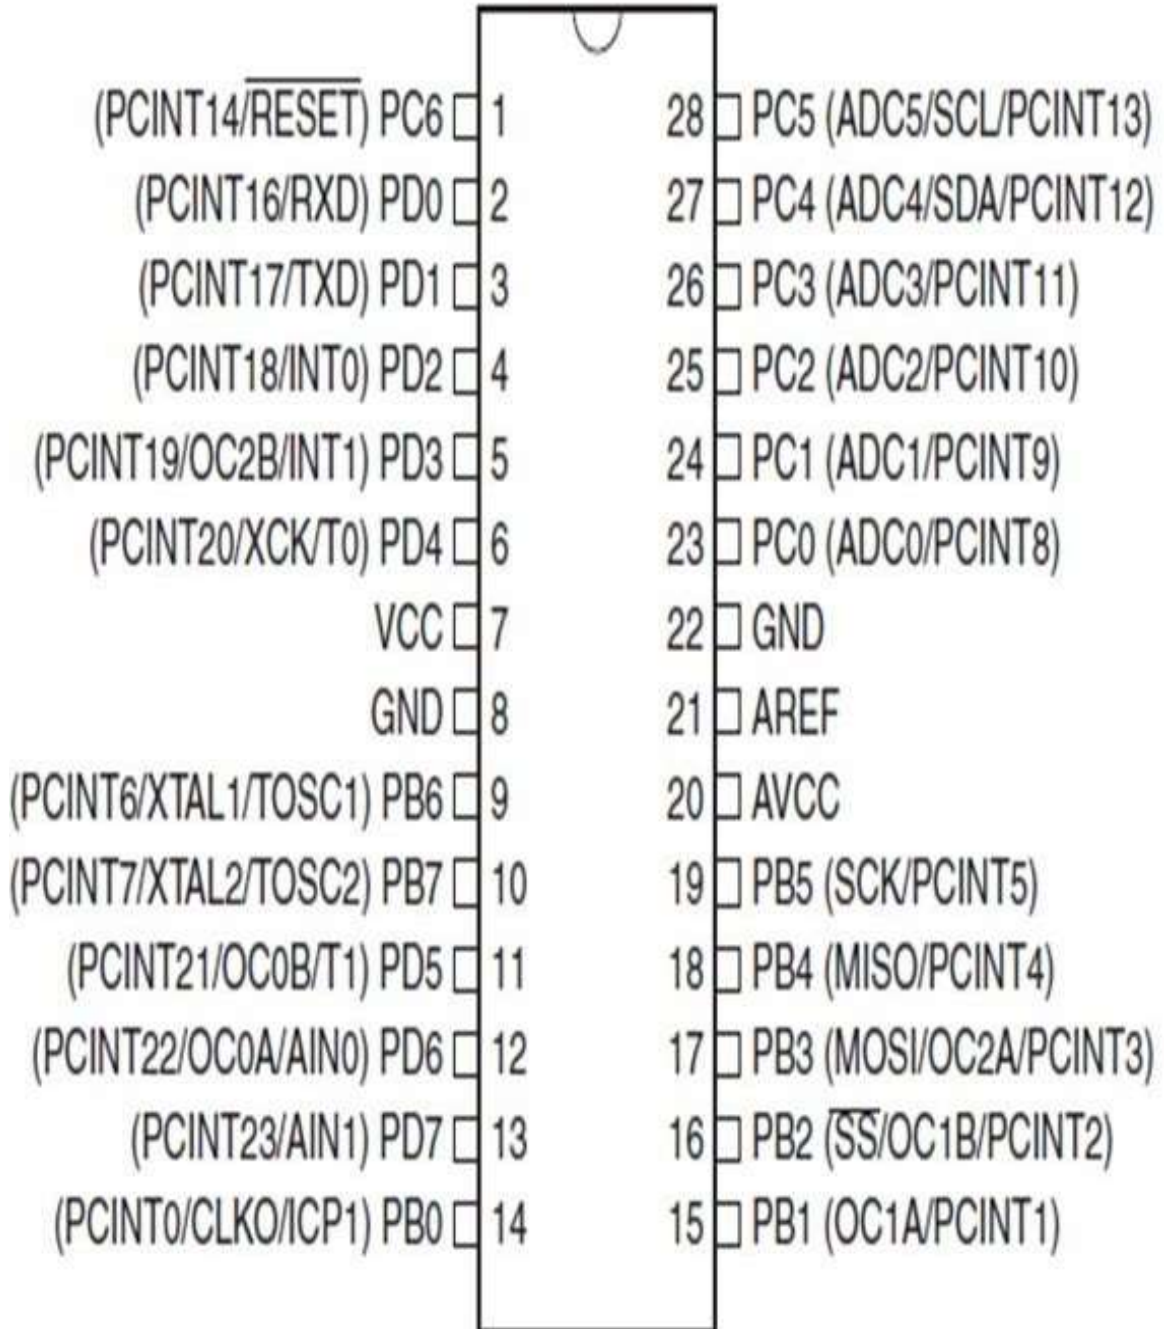 (PCINT14/RESET) PC6 1 28 PC5 (ADC5/SCL/PCINT13)
(PCINT16/RXD) PD0 2 27 PC4 (ADC4/SDA/PCINT12)
(PCINT17/TXD) PD1 3 26 PC3 (ADC3/PCINT11)
(PCINT18/INT0) PD2 4 25 PC2 (ADC2/PCINT10)
(PCINT19/OC2B/INT1) PD3 5 24 PC1 (ADC1/PCINT9)
(PCINT20/XCK/T0) PD4 6 23 PC0 (ADC0/PCINT8)
VCC 7 22 GND
GND 8 21 AREF
(PCINT6/XTAL1/TOSC1) PB6 9 20 AVCC
(PCINT7/XTAL2/TOSC2) PB7 10 19 PB5 (SCK/PCINT5)
(PCINT21/OC0B/T1) PD5 11 18 PB4 (MISO/PCINT4)
(PCINT22/OC0A/AIN0) PD6 12 17 PB3 (MOSI/OC2A/PCINT3)
(PCINT23/AIN1) PD7 13 16 PB2 (SS/OC1B/PCINT2)
(PCINT0/CLKO/ICP1) PB0 14 15 PB1 (OC1A/PCINT1)